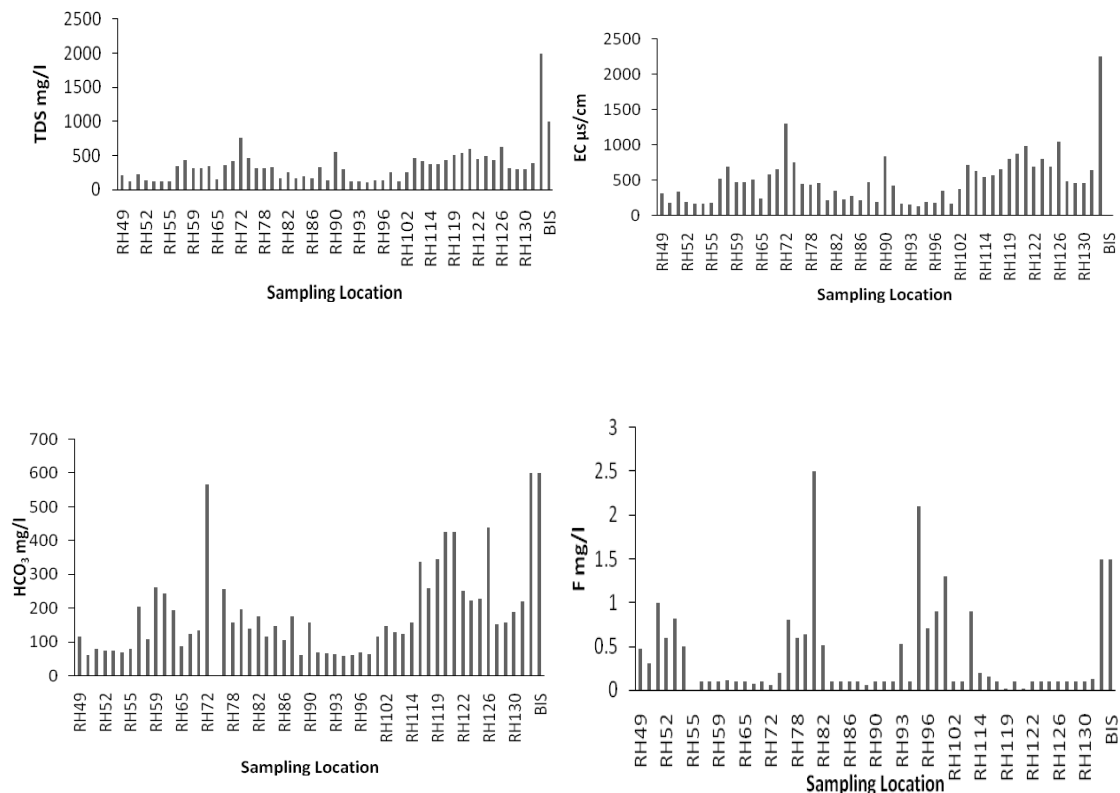 TDS mg/l
2500
2000
1500
1000
500
0
RH49 RH52 RH55 RH59 RH65 RH72 RH78 RH82 RH86 RH90 RH93 RH96 RH102 RH114 RH119 RH122 RH126 RH130 BIS
Sampling Location
EC µs/cm
2500
2000
1500
1000
500
0
RH49 RH52 RH55 RH59 RH65 RH72 RH78 RH82 RH86 RH90 RH93 RH96 RH102 RH114 RH119 RH122 RH126 RH130 BIS
Sampling Location
HCO₃ mg/l
700
600
500
400
300
200
100
0
RH49 RH52 RH55 RH59 RH65 RH72 RH78 RH82 RH86 RH90 RH93 RH96 RH102 RH114 RH119 RH122 RH126 RH130 BIS
Sampling Location
F mg/l
3
2.5
2
1.5
1
0.5
0
RH49 RH52 RH55 RH59 RH65 RH72 RH78 RH82 RH86 RH90 RH93 RH96 RH102 RH114 RH119 RH122 RH126 RH130 BIS
Sampling Location